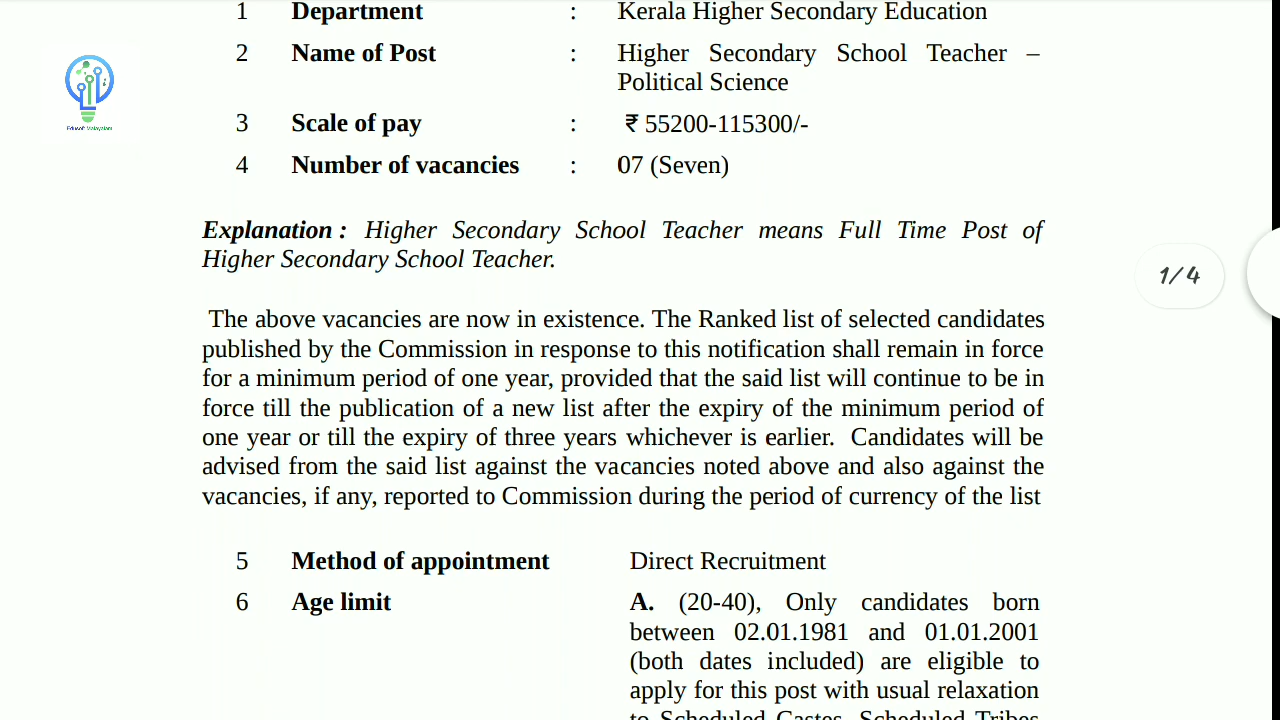 1 Department : Kerala Higher Secondary Education
2 Name of Post : Higher Secondary School Teacher –
Political Science
3 Scale of pay : ₹ 55200-115300/-
4 Number of vacancies : 07 (Seven)
Edusoft Malayalam
Explanation : Higher Secondary School Teacher means Full Time Post of
Higher Secondary School Teacher.
1/4
The above vacancies are now in existence. The Ranked list of selected candidates
published by the Commission in response to this notification shall remain in force
for a minimum period of one year, provided that the said list will continue to be in
force till the publication of a new list after the expiry of the minimum period of
one year or till the expiry of three years whichever is earlier. Candidates will be
advised from the said list against the vacancies noted above and also against the
vacancies, if any, reported to Commission during the period of currency of the list
5 Method of appointment Direct Recruitment
6 Age limit A. (20-40), Only candidates born
between 02.01.1981 and 01.01.2001
(both dates included) are eligible to
apply for this post with usual relaxation
to Scheduled Castes, Scheduled Tribes